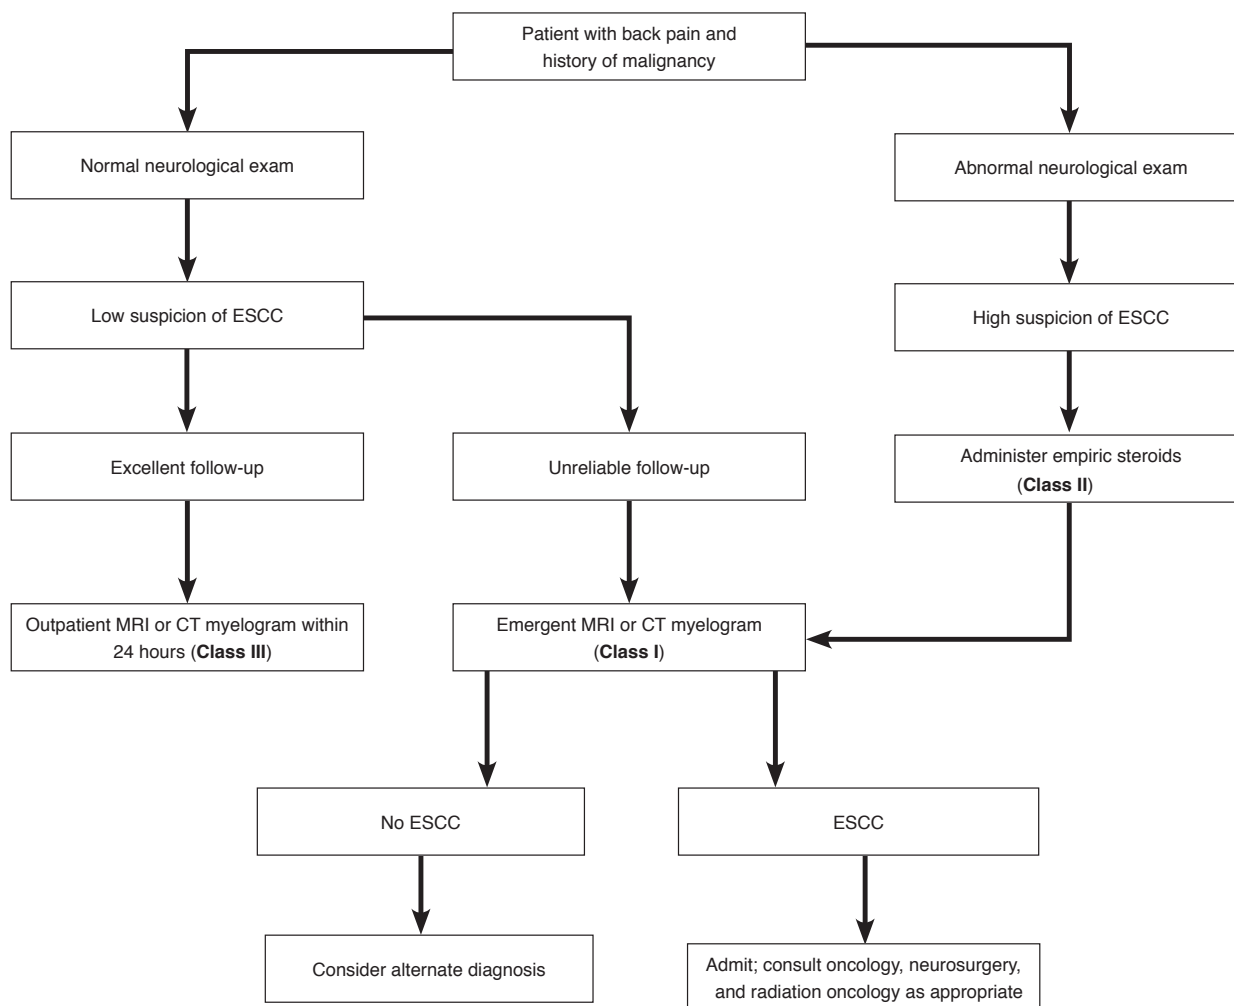 Patient with back pain and
history of malignancy
Normal neurological exam
Abnormal neurological exam
Low suspicion of ESCC
High suspicion of ESCC
Excellent follow-up
Unreliable follow-up
Administer empiric steroids
(Class II)
Outpatient MRI or CT myelogram within
24 hours (Class III)
Emergent MRI or CT myelogram
(Class I)
No ESCC
ESCC
Consider alternate diagnosis
Admit; consult oncology, neurosurgery,
and radiation oncology as appropriate